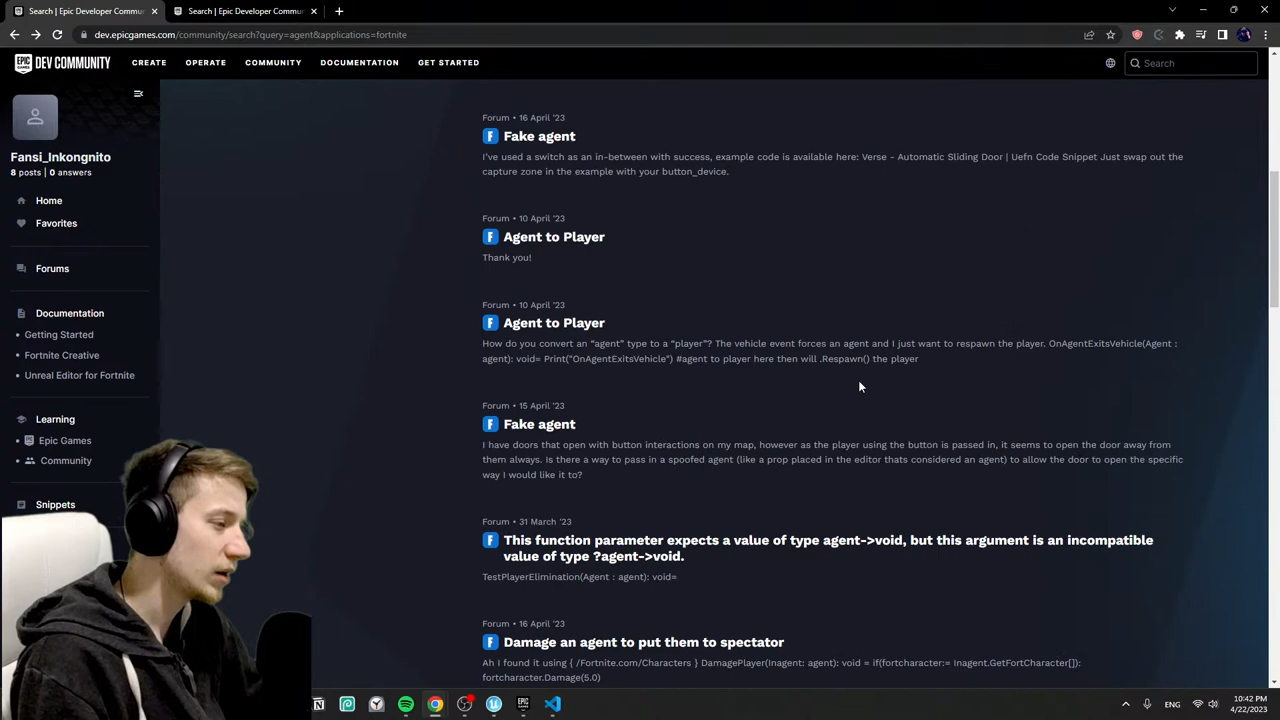 Search | Epic Developer Commun
Search | Epic Developer Commun
dev.epicgames.com/community/search?query=agent&applications=fortnite
EPIC GAMES DEV COMMUNITY
CREATE
OPERATE
COMMUNITY
DOCUMENTATION
GET STARTED
Search
Fansi_Inkongnito
8 posts | 0 answers
Home
Favorites
Forums
Documentation
Getting Started
Fortnite Creative
Unreal Editor for Fortnite
Learning
Epic Games
Community
Snippets
Forum • 16 April '23
Fake agent
I've used a switch as an in-between with success, example code is available here: Verse - Automatic Sliding Door | Uefn Code Snippet Just swap out the
capture zone in the example with your button_device.
Forum • 10 April '23
Agent to Player
Thank you!
Forum • 10 April '23
Agent to Player
How do you convert an “agent” type to a “player”? The vehicle event forces an agent and I just want to respawn the player. OnAgentExitsVehicle(Agent :
agent): void= Print("OnAgentExitsVehicle") #agent to player here then will .Respawn() the player
Forum • 15 April '23
Fake agent
I have doors that open with button interactions on my map, however as the player using the button is passed in, it seems to open the door away from
them always. Is there a way to pass in a spoofed agent (like a prop placed in the editor thats considered an agent) to allow the door to open the specific
way I would like it to?
Forum • 31 March '23
This function parameter expects a value of type agent->void, but this argument is an incompatible
value of type ?agent->void.
TestPlayerElimination(Agent : agent): void=
Forum • 16 April '23
Damage an agent to put them to spectator
Ah I found it using { /Fortnite.com/Characters } DamagePlayer(Inagent: agent): void = if(fortcharacter:= Inagent.GetFortCharacter[]):
fortcharacter.Damage(5.0)
ENG
10:42 PM
4/22/2023